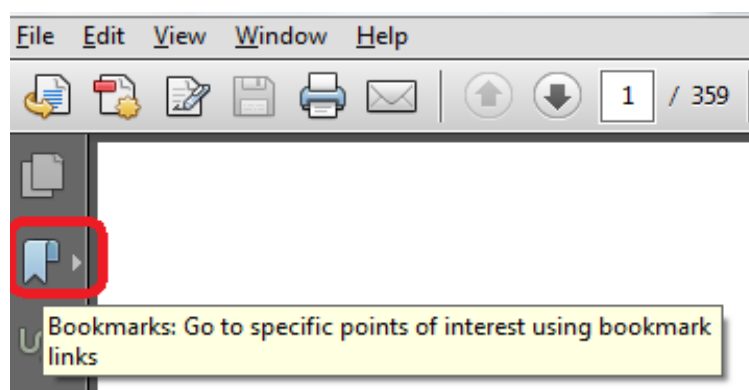 File Edit View Window Help
1 / 359
Bookmarks: Go to specific points of interest using bookmark
links